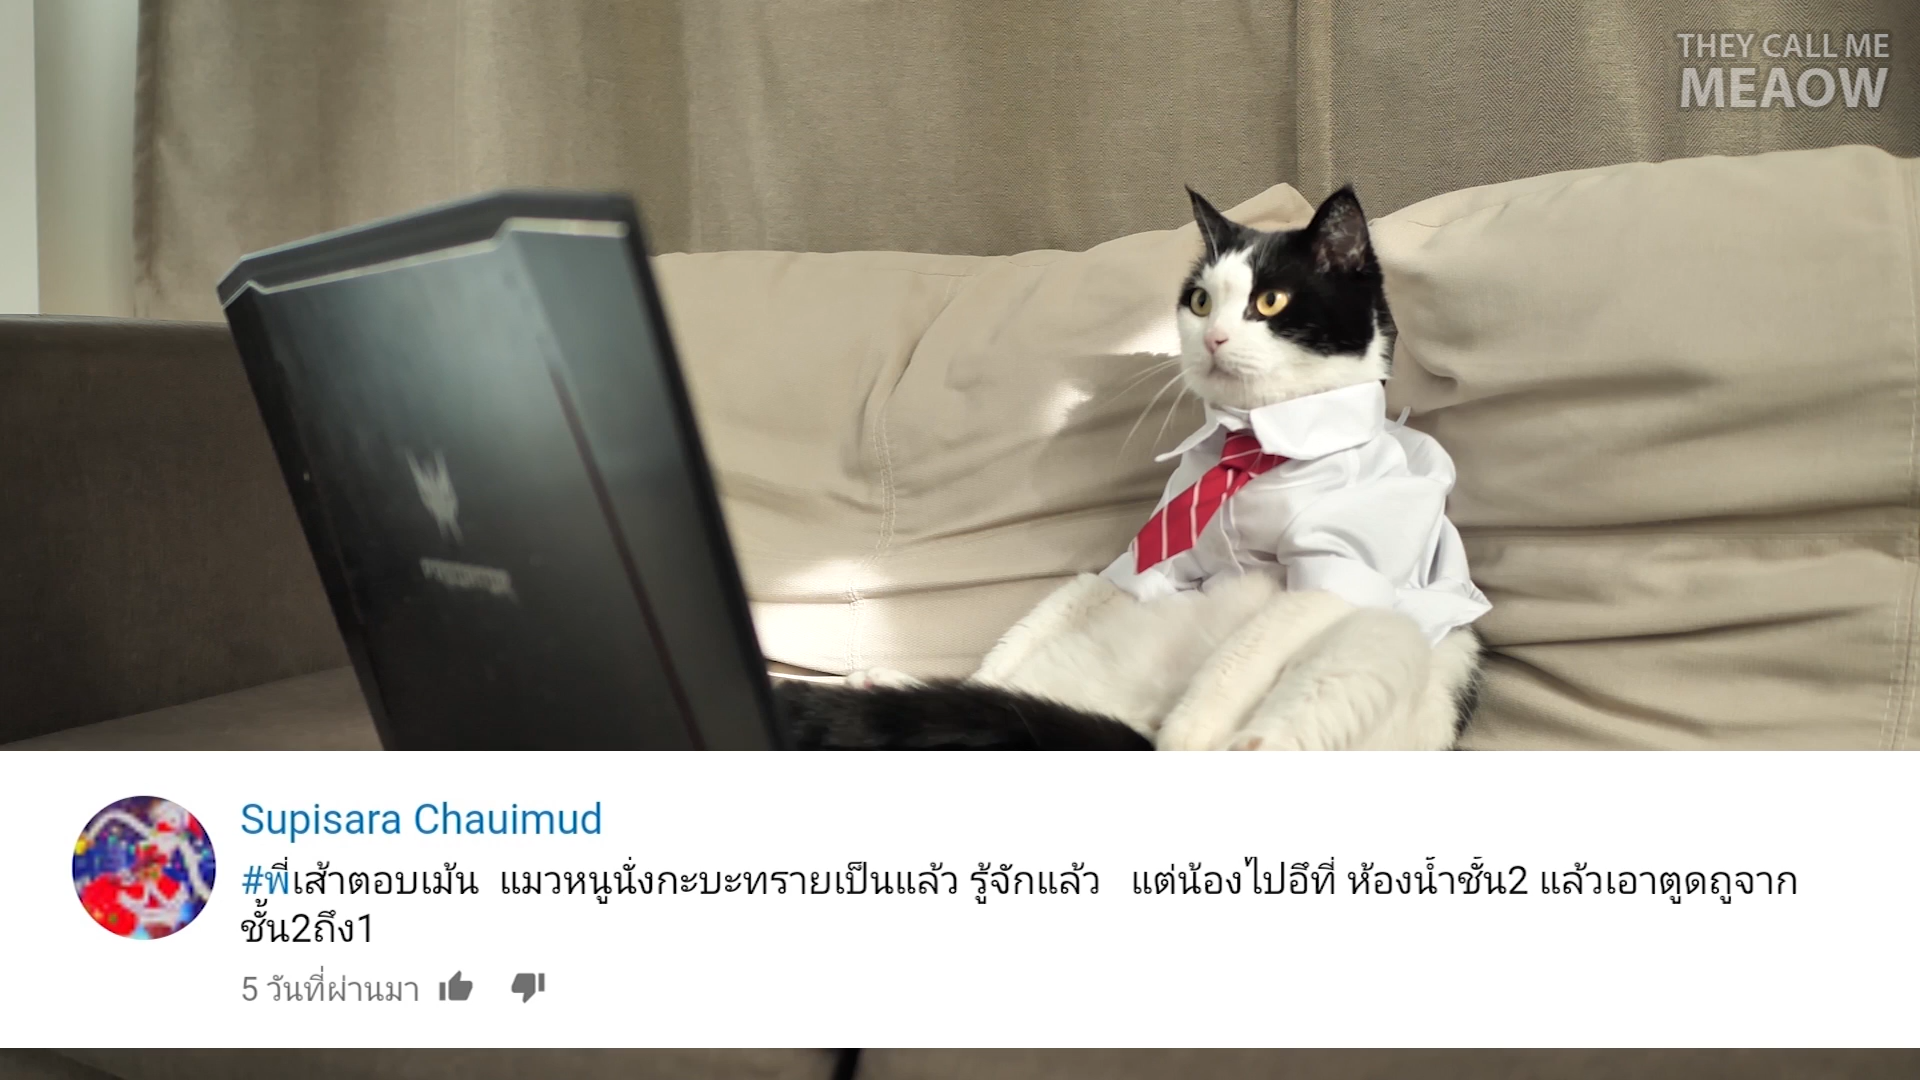 THEY CALL ME
MEAOW
PREDATOR
Supisara Chauimud
#พี่เส้าตอบเม้น  แมวหนูนั่งกะบะทรายเป็นแล้ว รู้จักแล้ว   แต่น้องไปอึที่ ห้องน้ำชั้น2 แล้วเอาตูดถูจาก
ชั้น2ถึง1
5 วันที่ผ่านมา